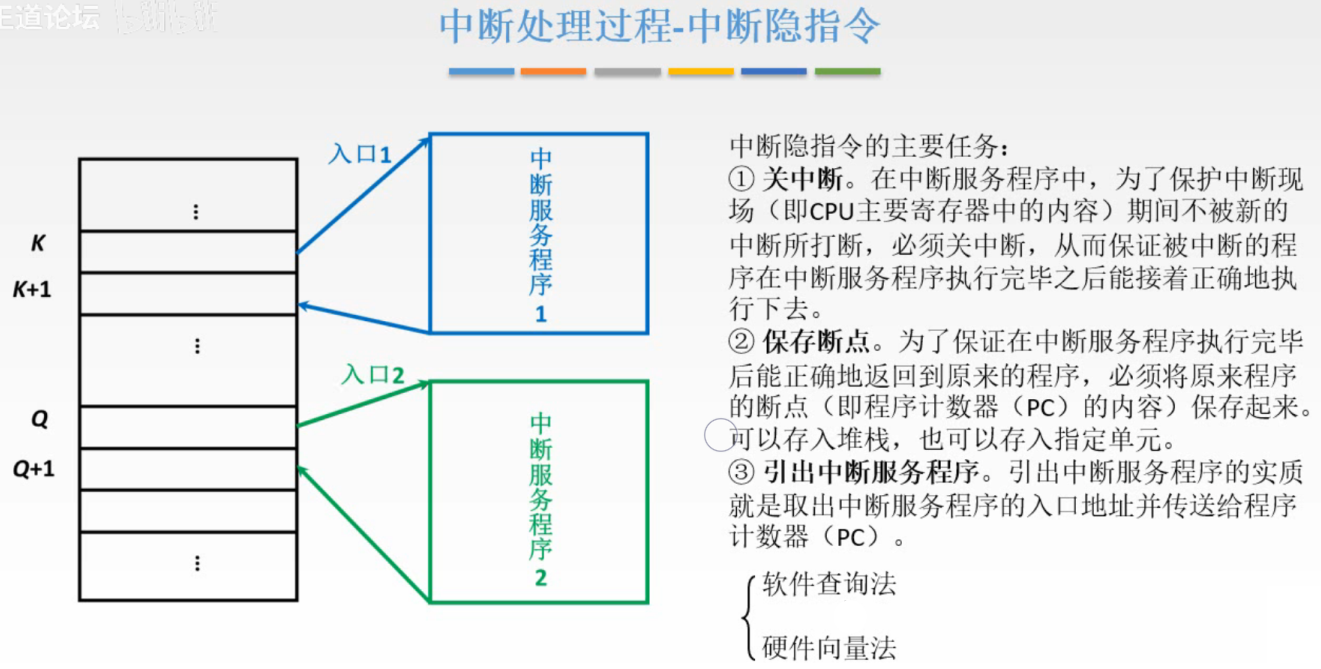 王道论坛
中断处理过程-中断隐指令
入口1
中断服务程序1
K
K+1
入口2
中断服务程序2
Q
Q+1
中断隐指令的主要任务：
① 关中断。在中断服务程序中，为了保护中断现
场（即CPU主要寄存器中的内容）期间不被新的
中断所打断，必须关中断，从而保证被中断的程
序在中断服务程序执行完毕之后能接着正确地执
行下去。
② 保存断点。为了保证在中断服务程序执行完毕
后能正确地返回到原来的程序，必须将原来程序
的断点（即程序计数器（PC）的内容）保存起来。
可以存入堆栈，也可以存入指定单元。
③ 引出中断服务程序。引出中断服务程序的实质
就是取出中断服务程序的入口地址并传送给程序
计数器（PC）。
软件查询法
硬件向量法